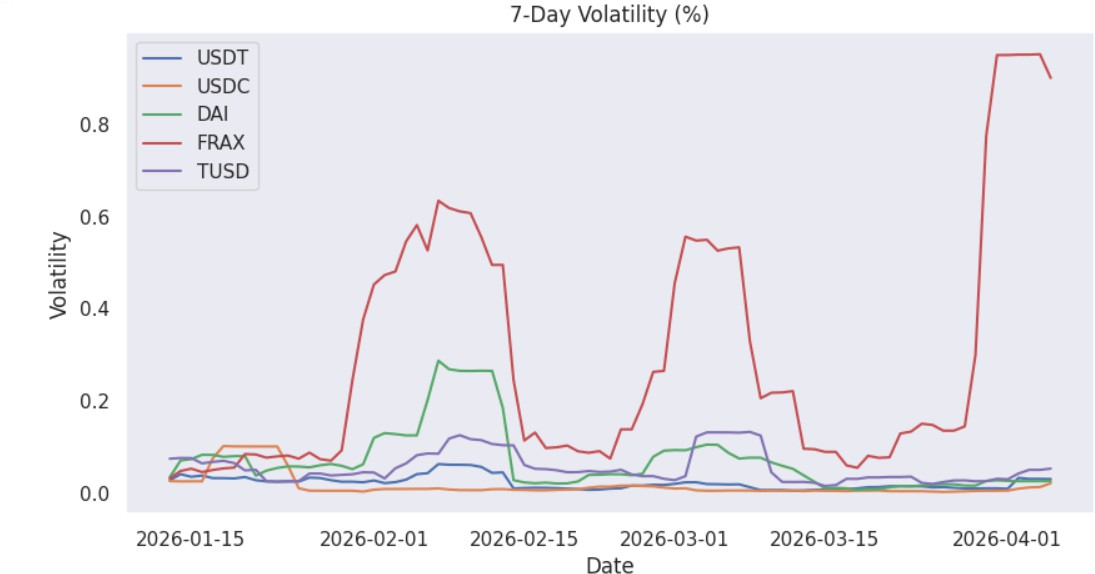 7-Day Volatility (%)
USDT
USDC
DAI
FRAX
TUSD
0.8
0.6
0.4
0.2
0.0
Volatility
2026-01-15 2026-02-01 2026-02-15 2026-03-01 2026-03-15 2026-04-01
Date